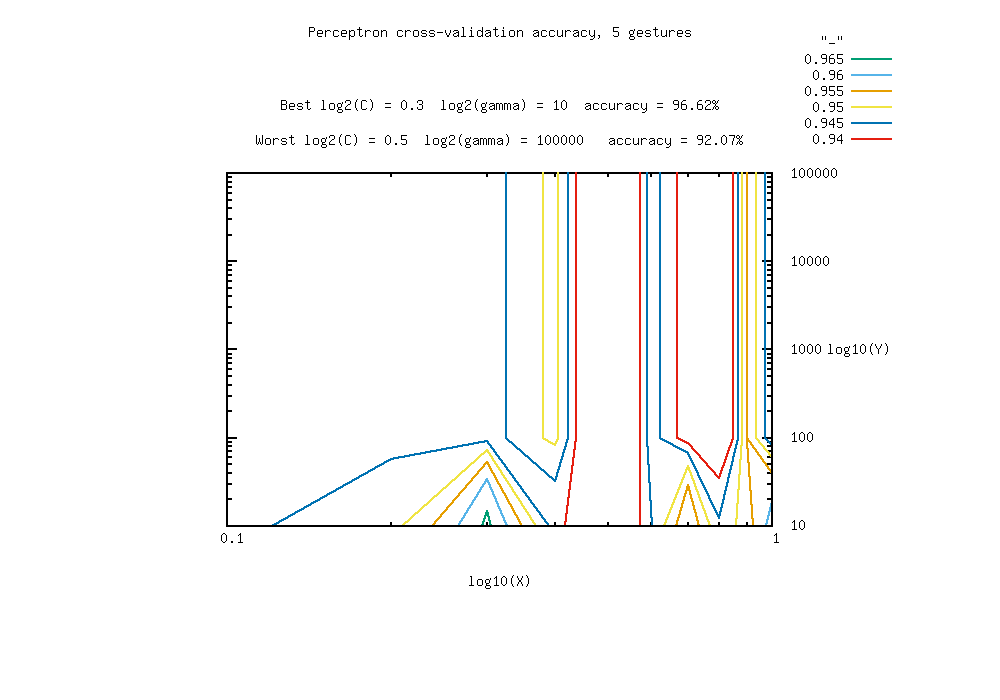 Perceptron cross-validation accuracy, 5 gestures
"_"
0.965
0.96
0.955
0.95
0.945
0.94
Best log2(C) = 0.3  log2(gamma) = 10  accuracy = 96.62%
Worst log2(C) = 0.5  log2(gamma) = 100000   accuracy = 92.07%
100000
10000
1000 log10(Y)
100
10
0.1 1
log10(X)